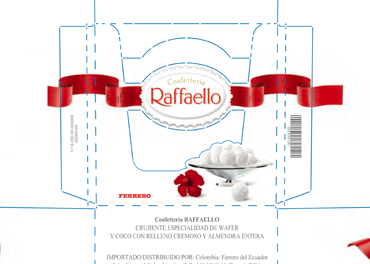 Confetteria
Raffaello
FERRERO
Confetteria RAFFAELLO
CRUJIENTE ESPECIALIDAD DE WAFER
Y COCO CON RELLENO CREMOSO Y ALMENDRA ENTERA
IMPORTADO/DISTRIBUIDO POR: Colombia: Ferrero del Ecuador